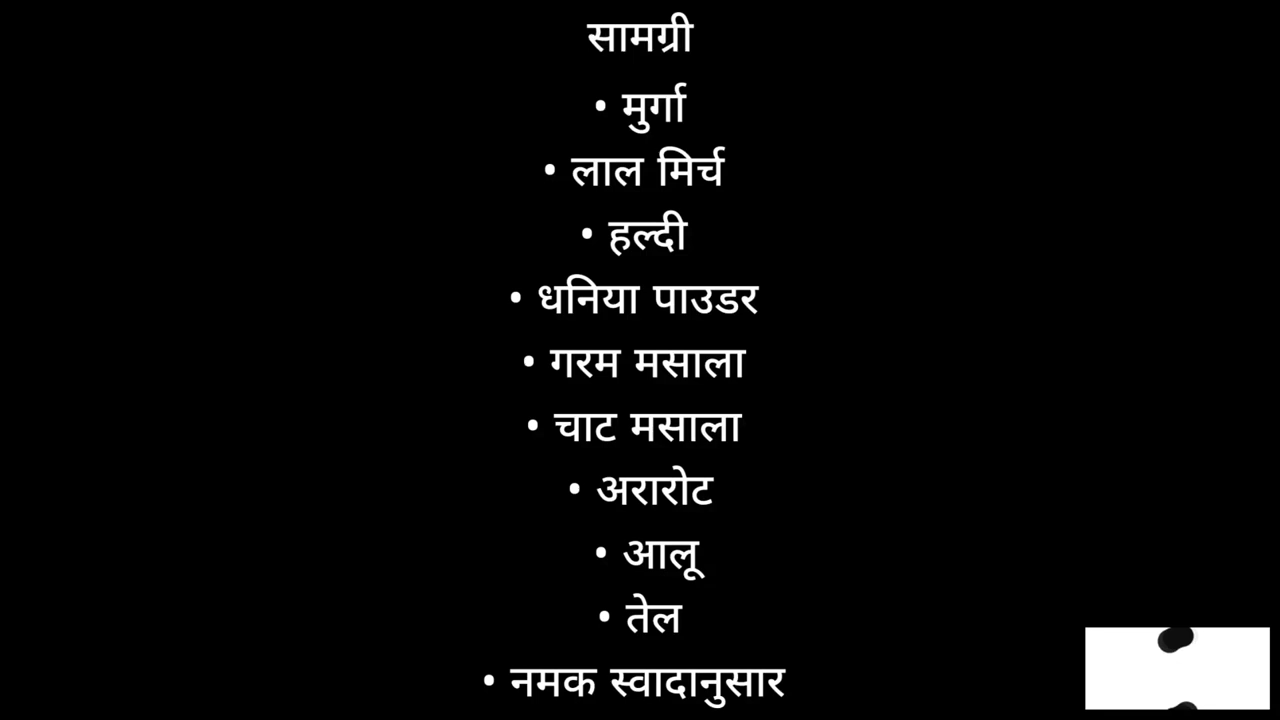 सामग्री
• मुर्गा
• लाल मिर्च
• हल्दी
• धनिया पाउडर
• गरम मसाला
• चाट मसाला
• अरारोट
• आलू
• तेल
• नमक स्वादानुसार